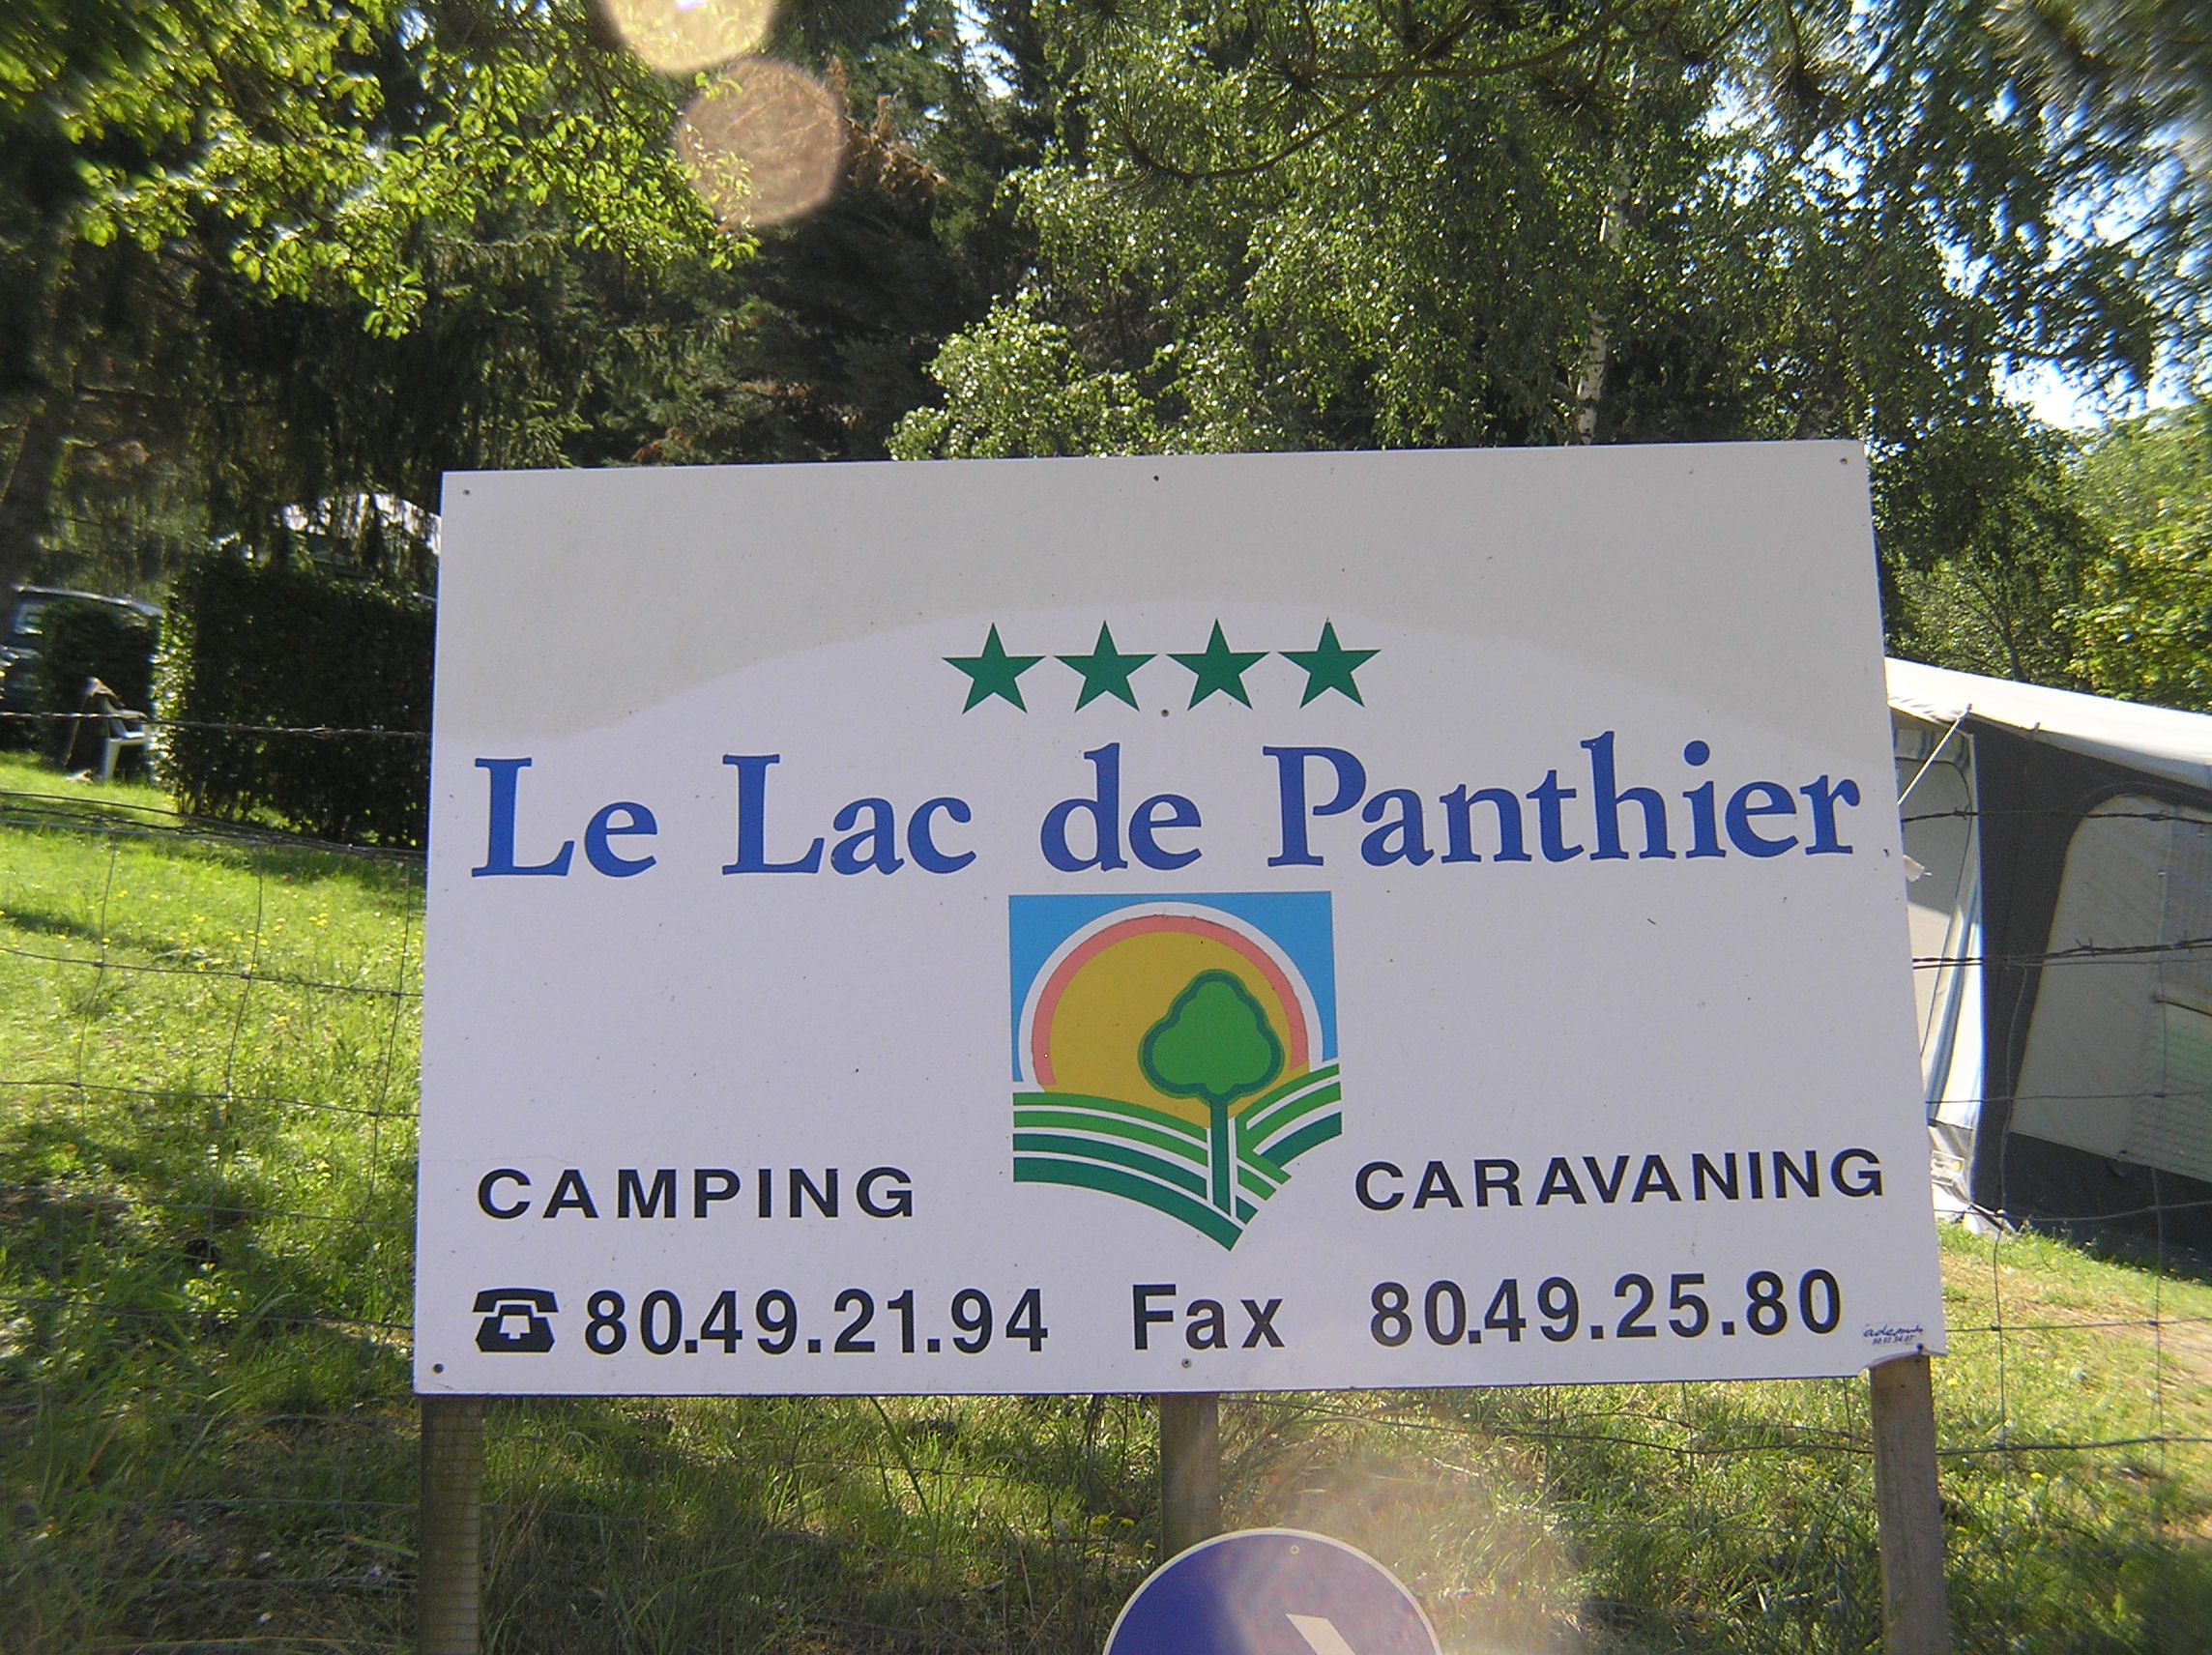 Le Lac de Panthier
CAMPING CARAVANING
80.49.21.94 Fax 80.49.25.80